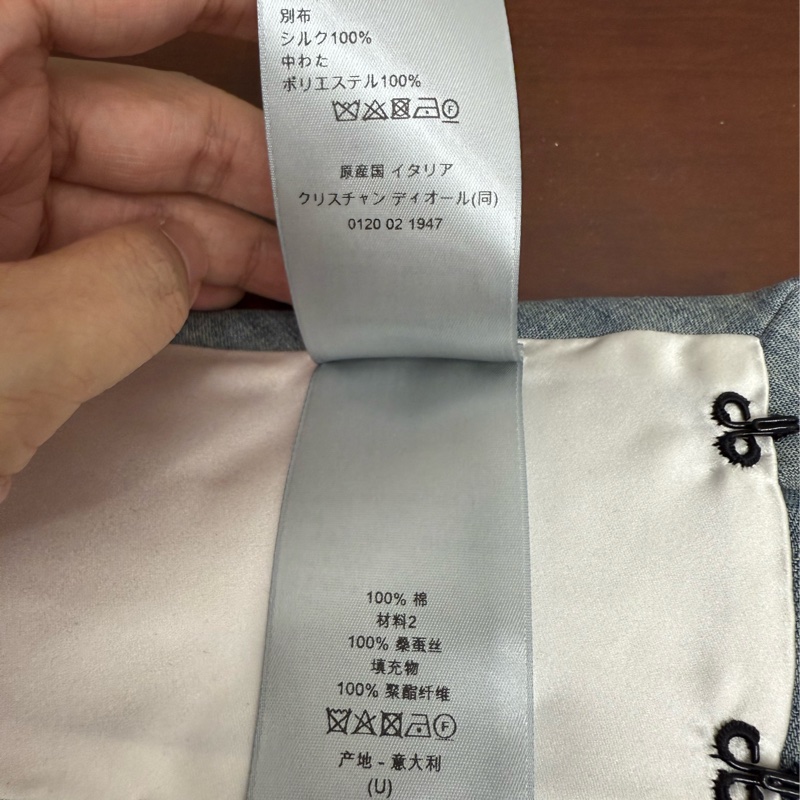 別布
シルク100%
中わた
ポリエステル100%
F
原産国 イタリア
クリスチャン ディオール(同)
0120 02 1947
100% 棉
材料2
100% 桑蚕丝
填充物
100% 聚酯纤维
F
产地 - 意大利
(U)